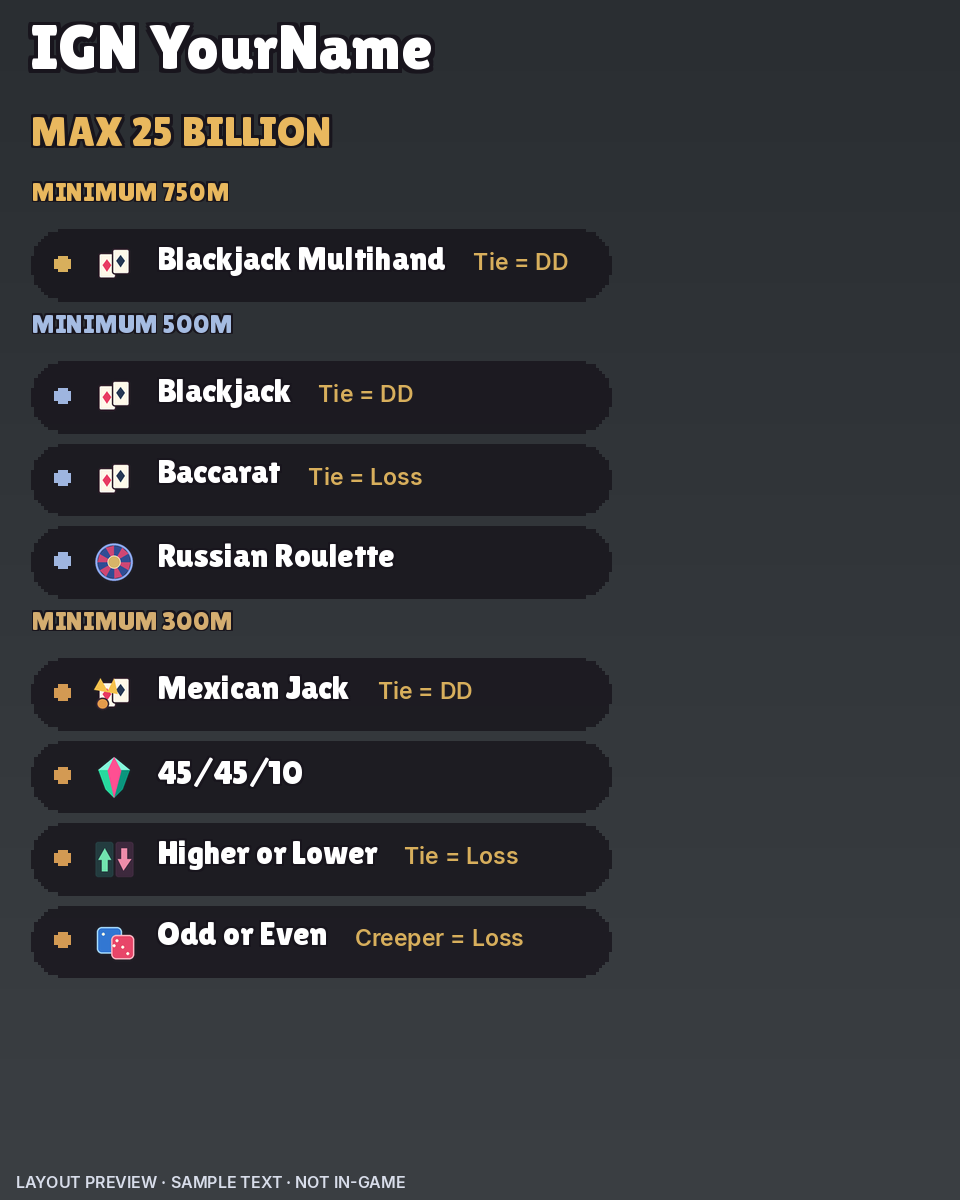 IGN YourName
MAX 25 BILLION
MINIMUM 750M
Blackjack Multihand Tie = DD
MINIMUM 500M
Blackjack Tie = DD
Baccarat Tie = Loss
Russian Roulette
MINIMUM 300M
Mexican Jack Tie = DD
45/45/10
Higher or Lower Tie = Loss
Odd or Even Creeper = Loss
LAYOUT PREVIEW · SAMPLE TEXT · NOT IN-GAME